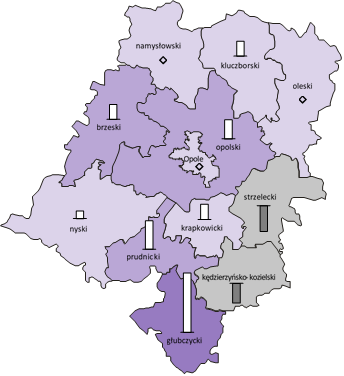 namysłowski
kluczborski
oleski
brzeski
opolski
Opole
strzelecki
nyski
krapkowicki
prudnicki
kędzierzyńsko- kozielski
głubczycki